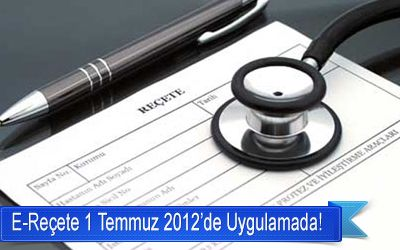 REÇETE
Tarih
Sayfa No
Kurumu
Hastanın Adı Soyadı
Hastanın Adı
Sicil No
PROTEZ VE İYİLEŞTİRME ARAÇLARI
E-Reçete 1 Temmuz 2012'de Uygulamada!